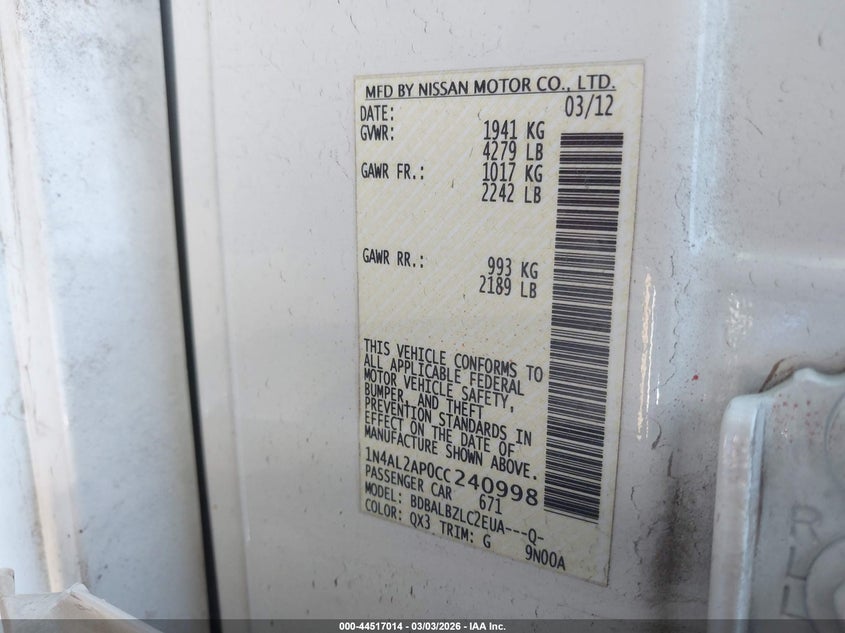 MFD BY NISSAN MOTOR CO., LTD.
DATE: 03/12
GVWR: 1941 KG
4279 LB
GAWR FR.: 1017 KG
2242 LB
GAWR RR.: 993 KG
2189 LB
THIS VEHICLE CONFORMS TO
ALL APPLICABLE FEDERAL
MOTOR VEHICLE SAFETY,
BUMPER, AND THEFT
PREVENTION STANDARDS IN
EFFECT ON THE DATE OF
MANUFACTURE SHOWN ABOVE.
1N4AL2AP0CC240998
PASSENGER CAR 671
MODEL: BDBALBZLC2EUA---Q-
COLOR: QX3 TRIM: G 9N00A
000-44517014 - 03/03/2026 - IAA Inc.